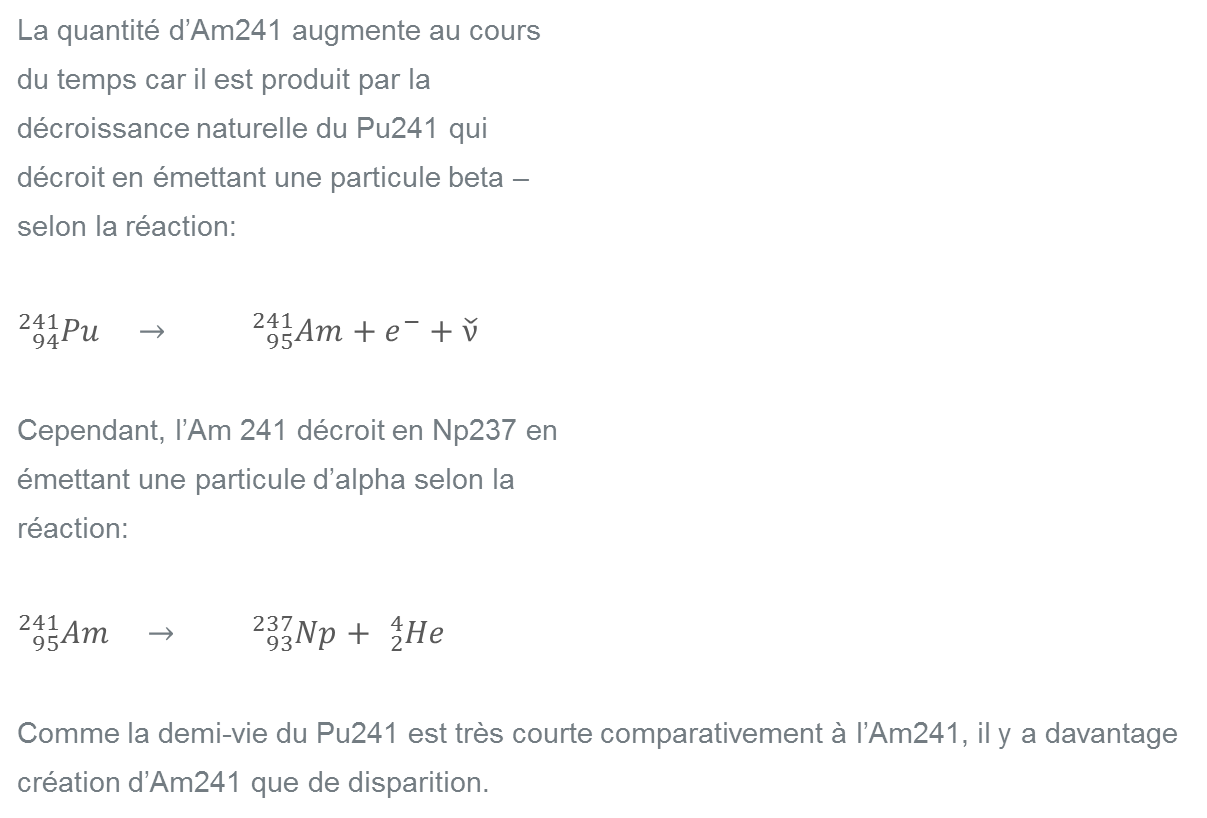 La quantité d’Am241 augmente au cours
du temps car il est produit par la
décroissance naturelle du Pu241 qui
décroit en émettant une particule beta –
selon la réaction:
²⁴¹₉₄Pu → ²⁴¹₉₅Am + e⁻ + ν̌
Cependant, l’Am 241 décroit en Np237 en
émettant une particule d’alpha selon la
réaction:
²⁴¹₉₅Am → ²³⁷₉₃Np + ⁴₂He
Comme la demi-vie du Pu241 est très courte comparativement à l’Am241, il y a davantage
création d’Am241 que de disparition.